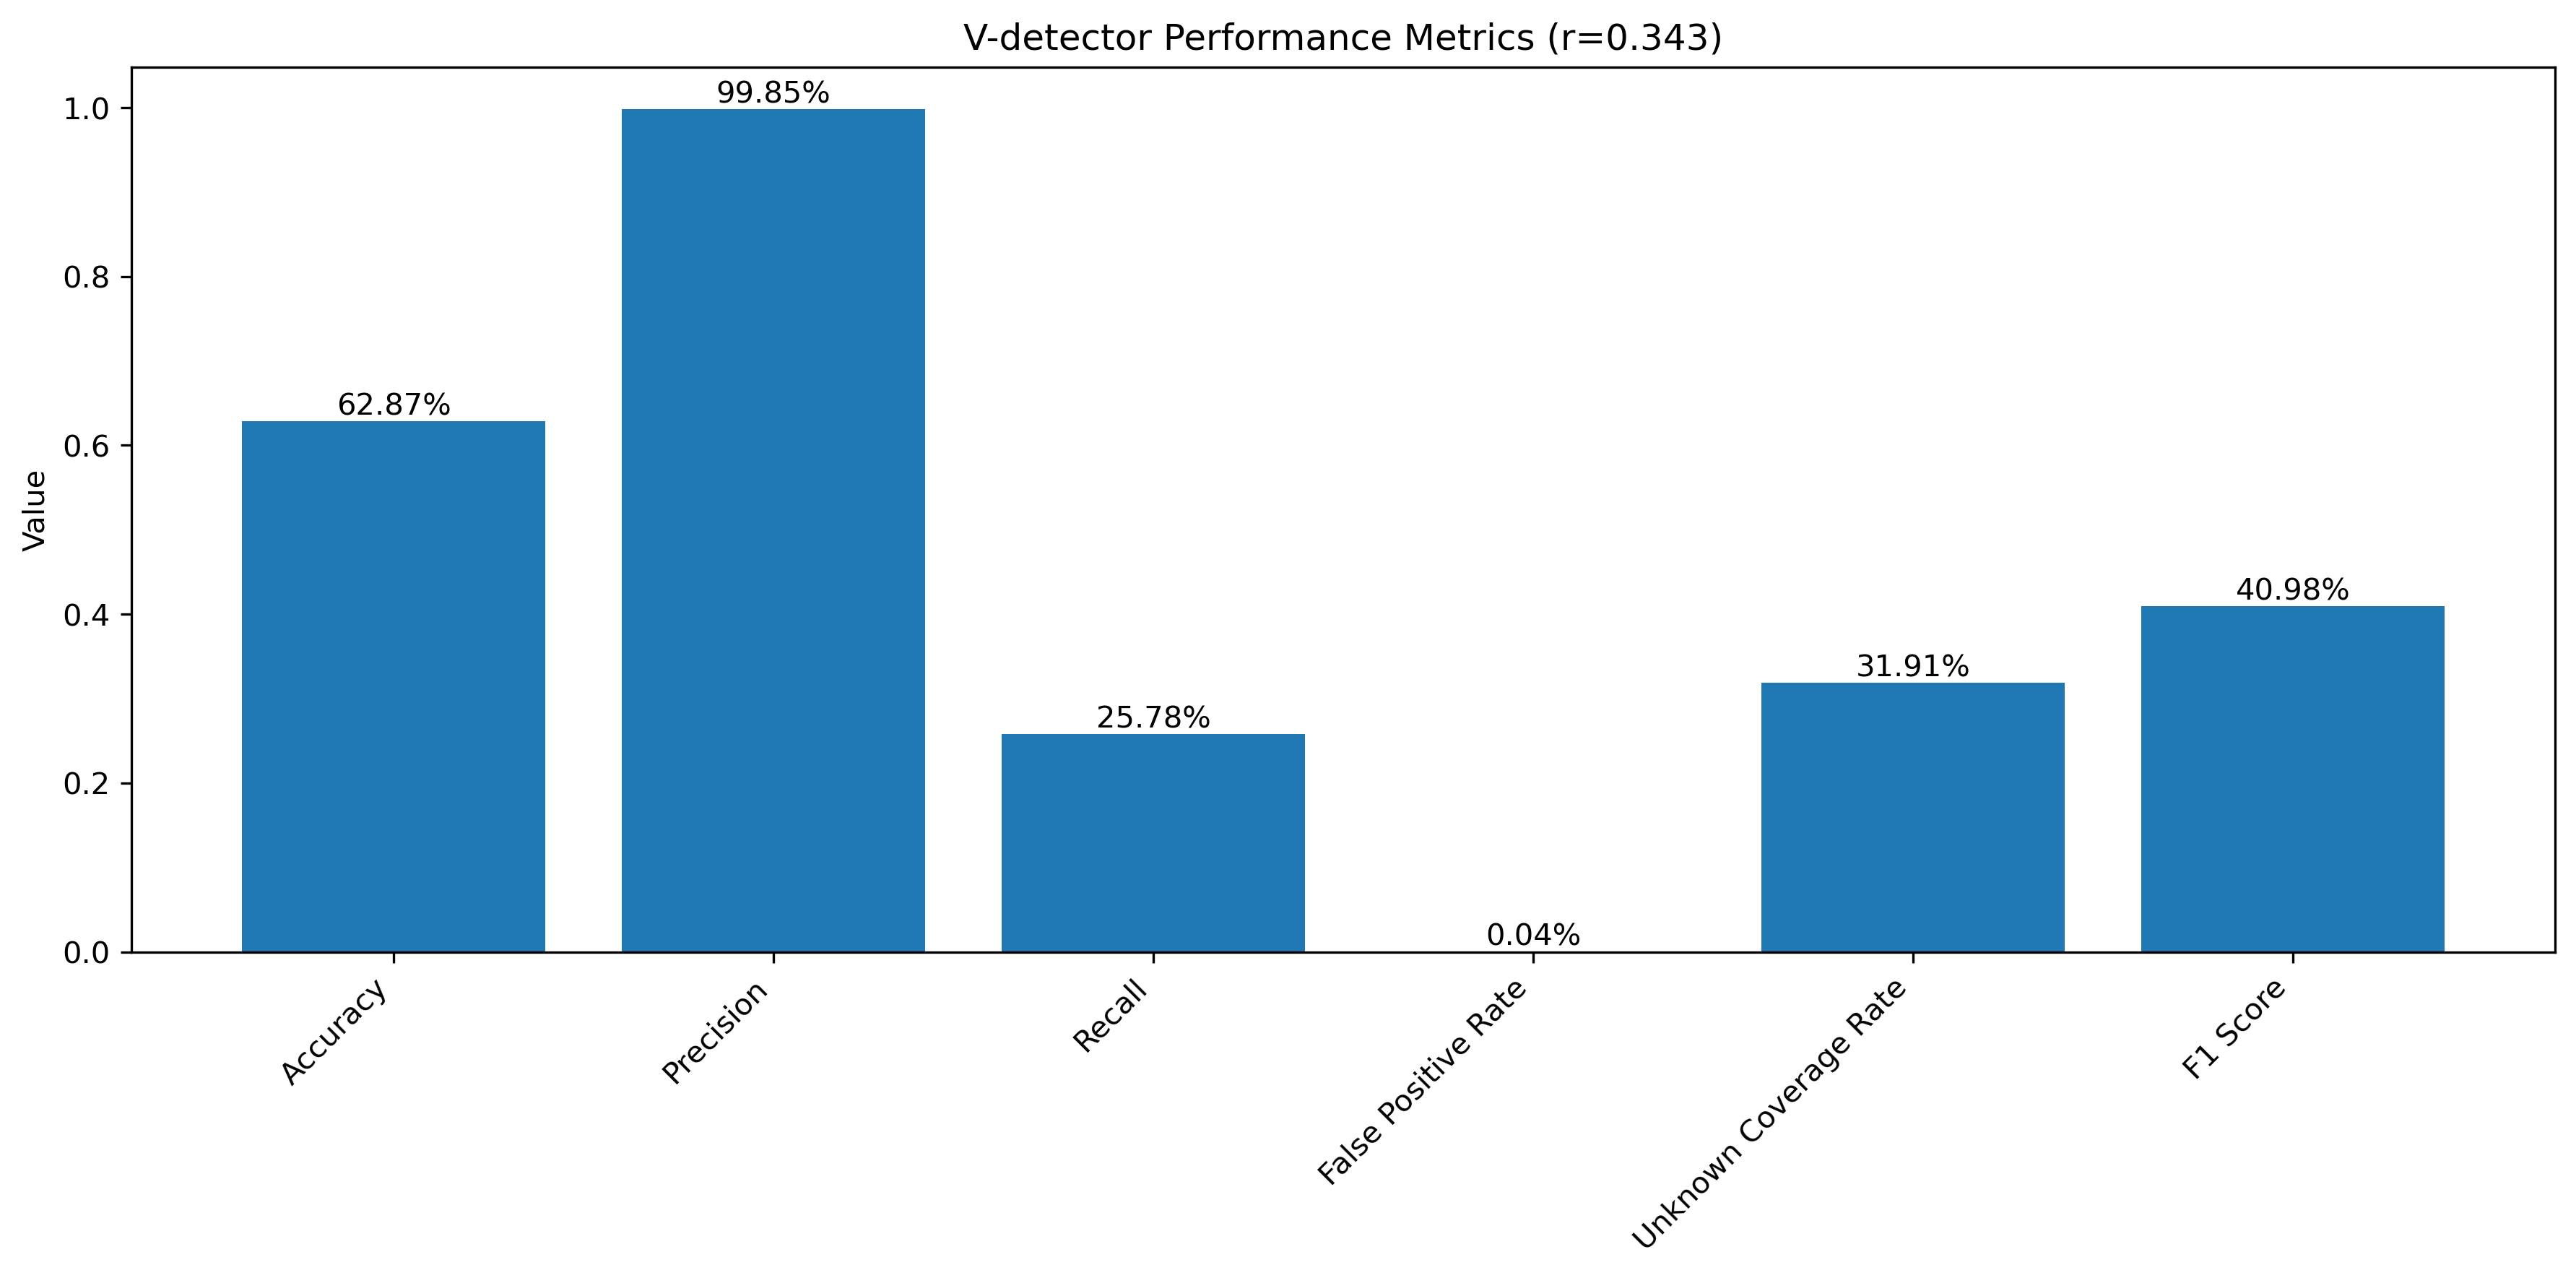 V-detector Performance Metrics (r=0.343)
Value
1.0
0.8
0.6
0.4
0.2
0.0
62.87%
99.85%
25.78%
0.04%
31.91%
40.98%
Accuracy
Precision
Recall
False Positive Rate
Unknown Coverage Rate
F1 Score